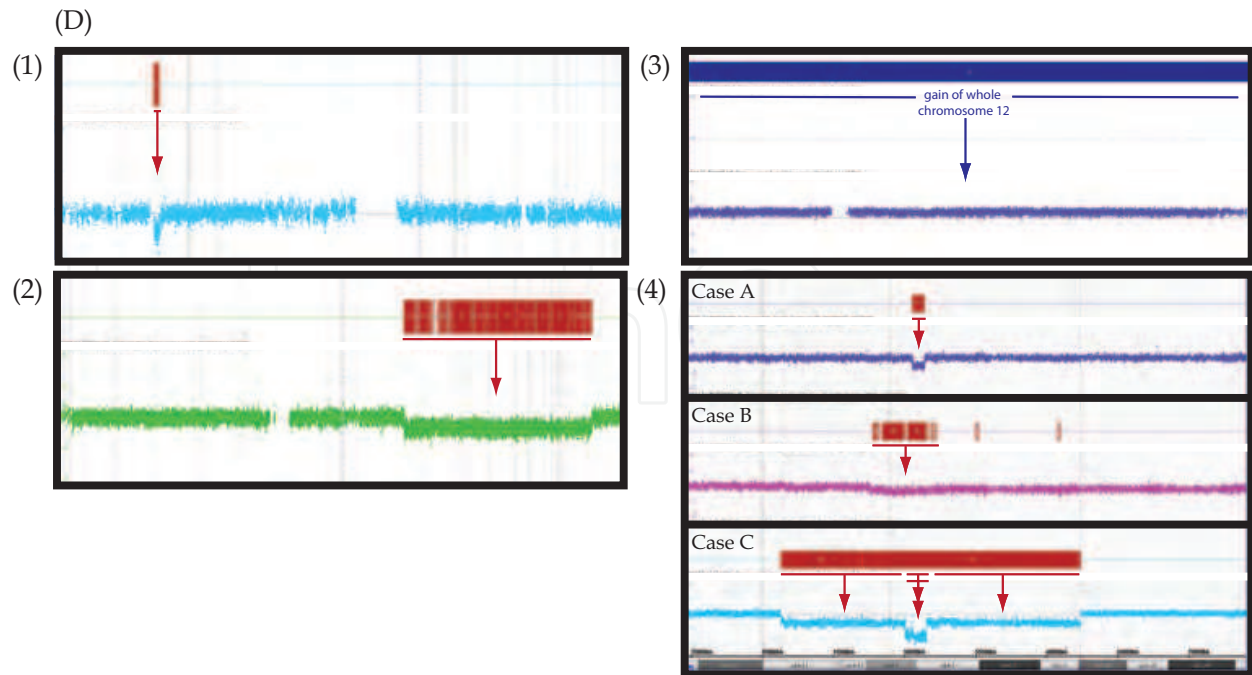 (D)
(1)
(2)
(3)
gain of whole
chromosome 12
(4)
Case A
Case B
Case C